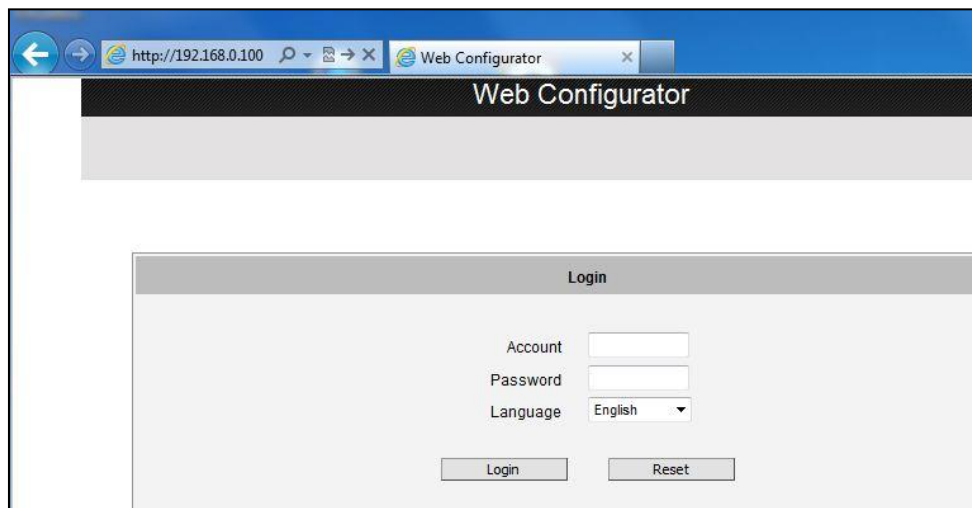 http://192.168.0.100
Web Configurator
Web Configurator
Login
Account
Password
Language English
Login Reset